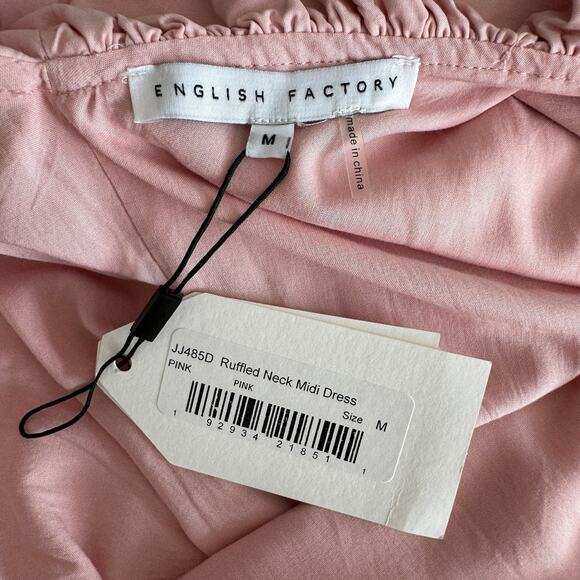 ENGLISH FACTORY
M
made in china
JJ485D Ruffled Neck Midi Dress
PINK
PINK
Size M
1 92934 21851 1